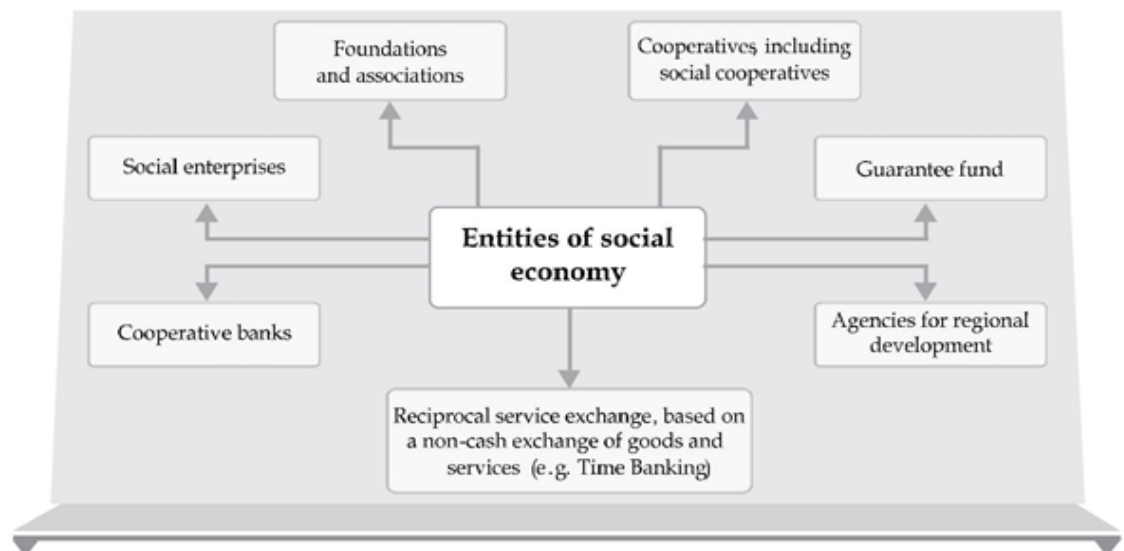 Foundations
and associations
Cooperatives, including
social cooperatives
Social enterprises
Guarantee fund
Entities of social
economy
Cooperative banks
Agencies for regional
development
Reciprocal service exchange, based on
a non-cash exchange of goods and
services (e.g. Time Banking)